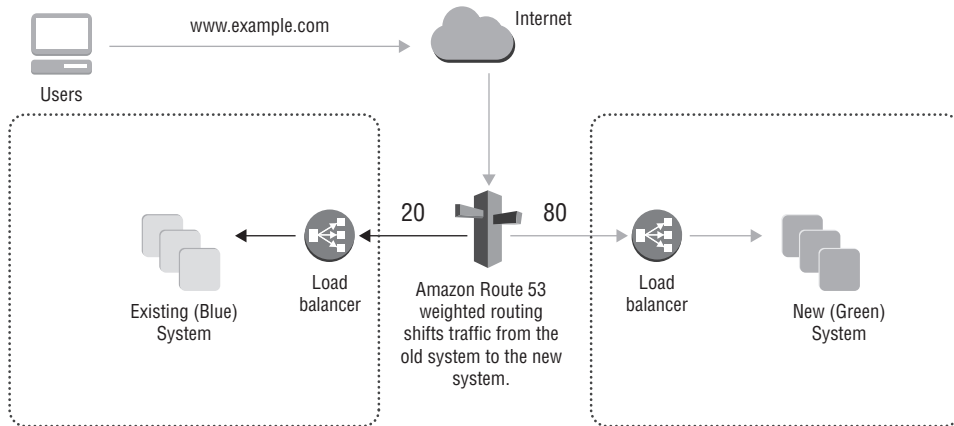 www.example.com
Internet
Users
20
80
Load
balancer
Existing (Blue)
System
Amazon Route 53
weighted routing
shifts traffic from the
old system to the new
system.
Load
balancer
New (Green)
System